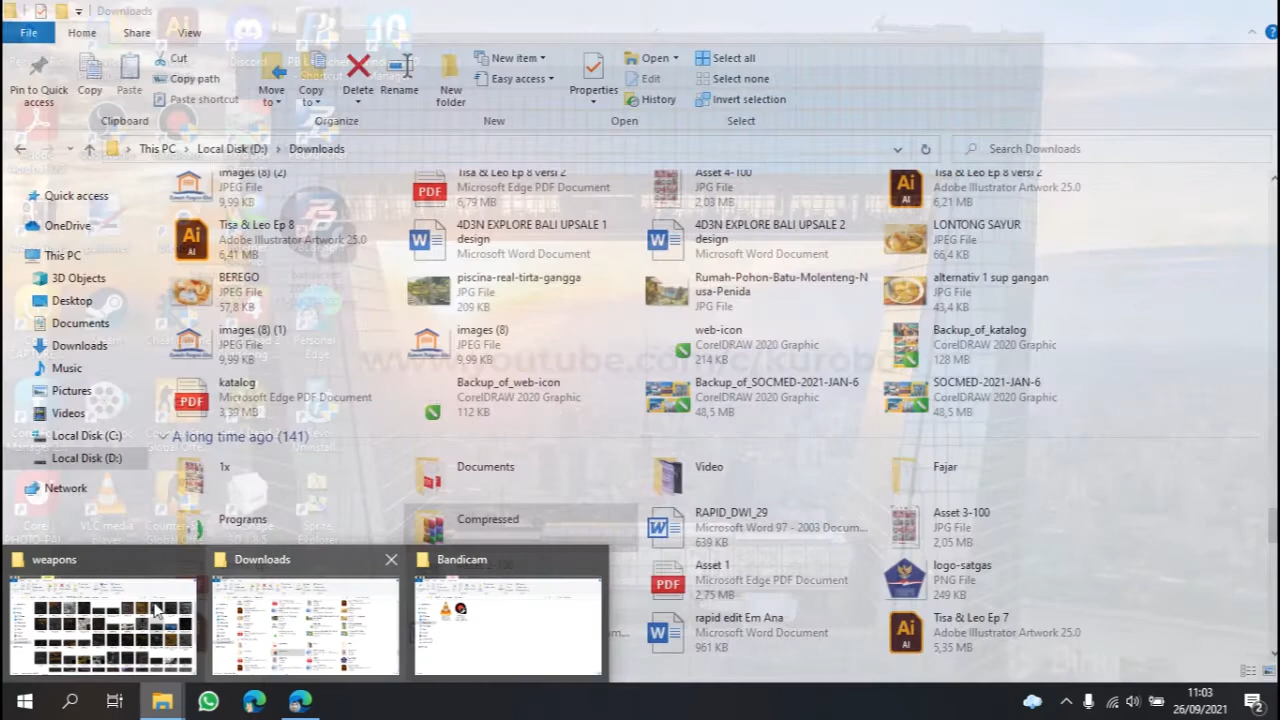 Downloads
File
Home
Share
View
Pin to Quick
access
Copy
Paste
Cut
Copy path
Paste shortcut
Move
to
Copy
to
Delete
Rename
New
folder
New item
Easy access
Properties
Open
Edit
History
Select all
Select none
Invert selection
Clipboard
Organize
New
Open
Select
This PC
Local Disk (D:)
Downloads
Search Downloads
Quick access
OneDrive
This PC
3D Objects
Desktop
Documents
Downloads
Music
Pictures
Videos
Local Disk (C:)
Local Disk (D:)
Network
images (8) (2)
JPEG File
9,99 KB
Tisa & Leo Ep 8 versi 2
Microsoft Edge PDF Document
6,79 MB
Asset 4-100
JPG File
2,03 MB
Tisa & Leo Ep 8 versi 2
Adobe Illustrator Artwork 25.0
6,21 MB
Tisa & Leo Ep 8
Adobe Illustrator Artwork 25.0
6,41 MB
4D3N EXPLORE BALI UPSALE 1
design
Microsoft Word Document
4D3N EXPLORE BALI UPSALE 2
design
Microsoft Word Document
LONTONG SAYUR
JPEG File
66,4 KB
BEREGO
JPEG File
57,8 KB
piscina-real-tirta-gangga
JPG File
209 KB
Rumah-Pohon-Batu-Molenteng-N
usa-Penida
JPG File
alternativ 1 sup gangan
JPG File
43,4 KB
images (8) (1)
JPEG File
9,99 KB
images (8)
JPEG File
9,99 KB
web-icon
CorelDRAW 2020 Graphic
214 KB
Backup_of_katalog
CorelDRAW 2020 Graphic
128 MB
katalog
Microsoft Edge PDF Document
3,39 MB
Backup_of_web-icon
CorelDRAW 2020 Graphic
112 KB
Backup_of_SOCMED-2021-JAN-6
CorelDRAW 2020 Graphic
48,5 MB
SOCMED-2021-JAN-6
CorelDRAW 2020 Graphic
48,5 MB
A long time ago (141)
1x
Documents
Video
Fajar
Programs
Compressed
RAPID_DWI_29
Microsoft Word 97 - 2003 Docum...
639 KB
Asset 3-100
JPG File
2,05 MB
Asset 1
Microsoft Edge PDF Document
2,75 MB
logo-satgas
PNG File
249 KB
rapid edit Em Ana
Microsoft Word Document
961 KB
Tisa & Leo Ep 7
Adobe Illustrator Artwork 25.0
5,35 MB
weapons
Downloads
Bandicam
11:03
26/09/2021
2